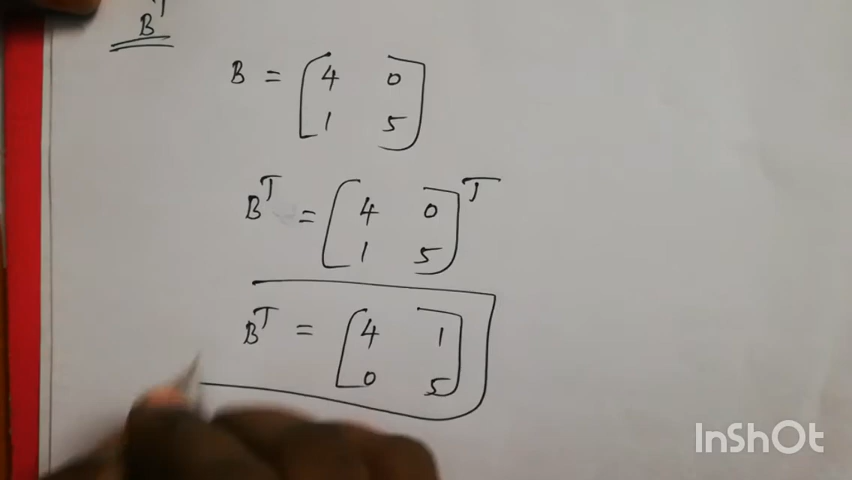 B^T
B = [4 0
1 5]
B^T = [4 0
1 5]^T
B^T = [4 1
0 5]
InShOt